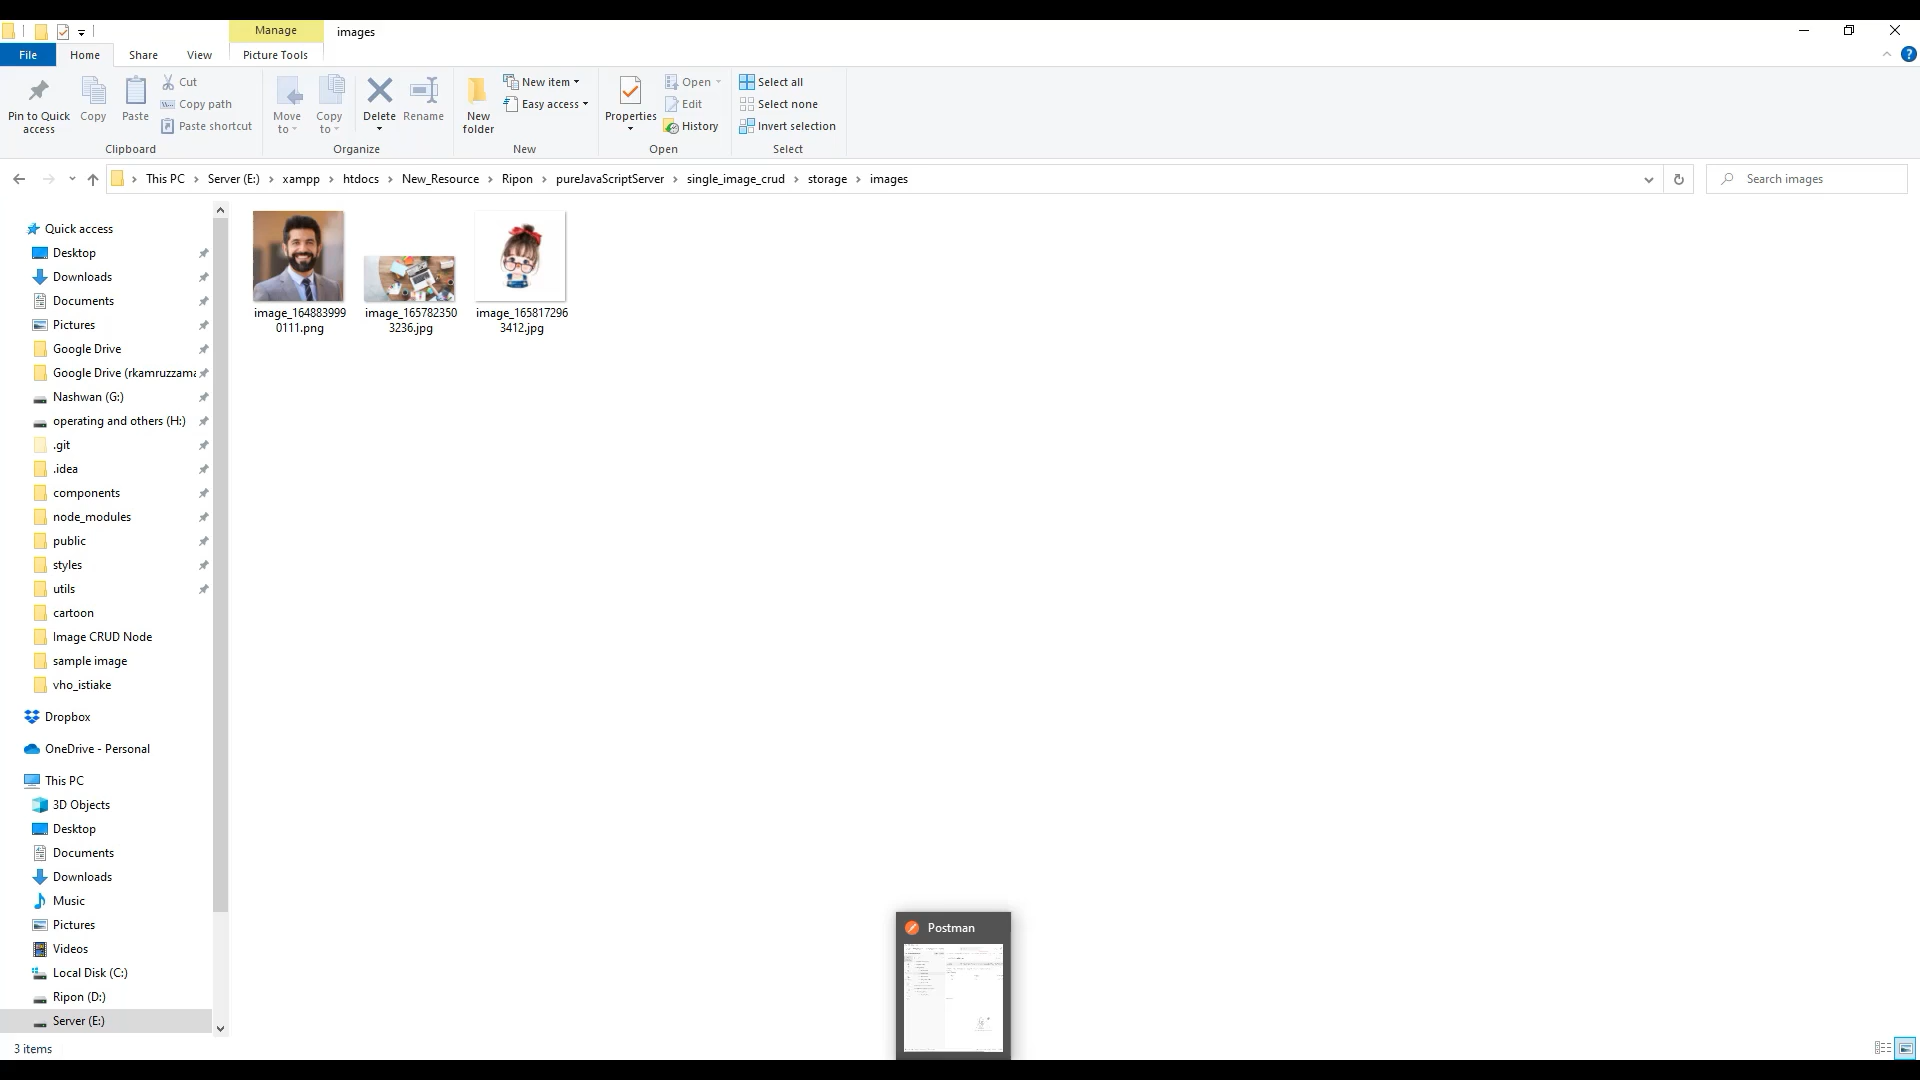 Manage
images
File
Home
Share
View
Picture Tools
Pin to Quick access
Copy
Paste
Cut
Copy path
Paste shortcut
Clipboard
Move to
Copy to
Delete
Rename
Organize
New folder
New item
Easy access
New
Properties
Open
Edit
History
Open
Select all
Select none
Invert selection
Select
This PC
Server (E:)
xampp
htdocs
New_Resource
Ripon
pureJavaScriptServer
single_image_crud
storage
images
Search images
Quick access
Desktop
Downloads
Documents
Pictures
Google Drive
Google Drive (rkamruzzama
Nashwan (G:)
operating and others (H:)
.git
.idea
components
node_modules
public
styles
utils
cartoon
Image CRUD Node
sample image
vho_istiake
Dropbox
OneDrive - Personal
This PC
3D Objects
Desktop
Documents
Downloads
Music
Pictures
Videos
Local Disk (C:)
Ripon (D:)
Server (E:)
image_164883999
0111.png
image_165782350
3236.jpg
image_165817296
3412.jpg
Postman
3 items